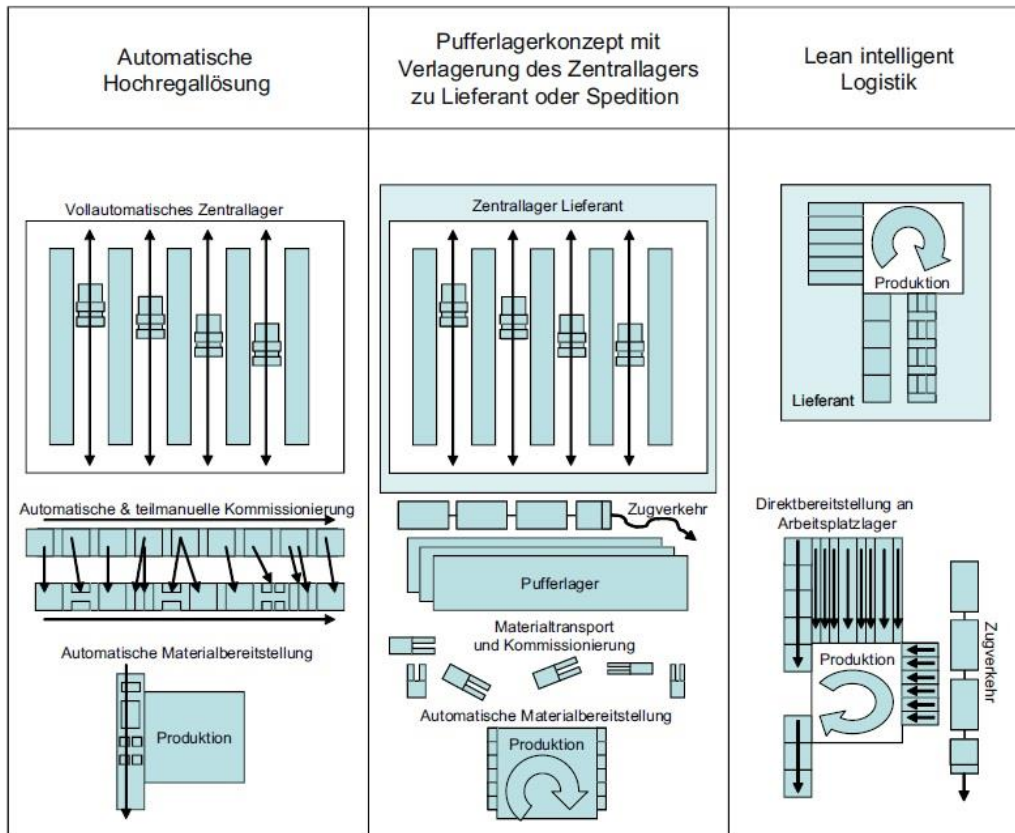 Automatische
Hochregallösung
Pufferlagerkonzept mit
Verlagerung des Zentrallagers
zu Lieferant oder Spedition
Lean intelligent
Logistik
Vollautomatisches Zentrallager
Automatische & teilmanuelle Kommissionierung
Automatische Materialbereitstellung
Produktion
Zentrallager Lieferant
Zugverkehr
Pufferlager
Materialtransport
und Kommissionierung
Automatische Materialbereitstellung
Produktion
Produktion
Lieferant
Direktbereitstellung an
Arbeitsplatzlager
Produktion
Zugverkehr